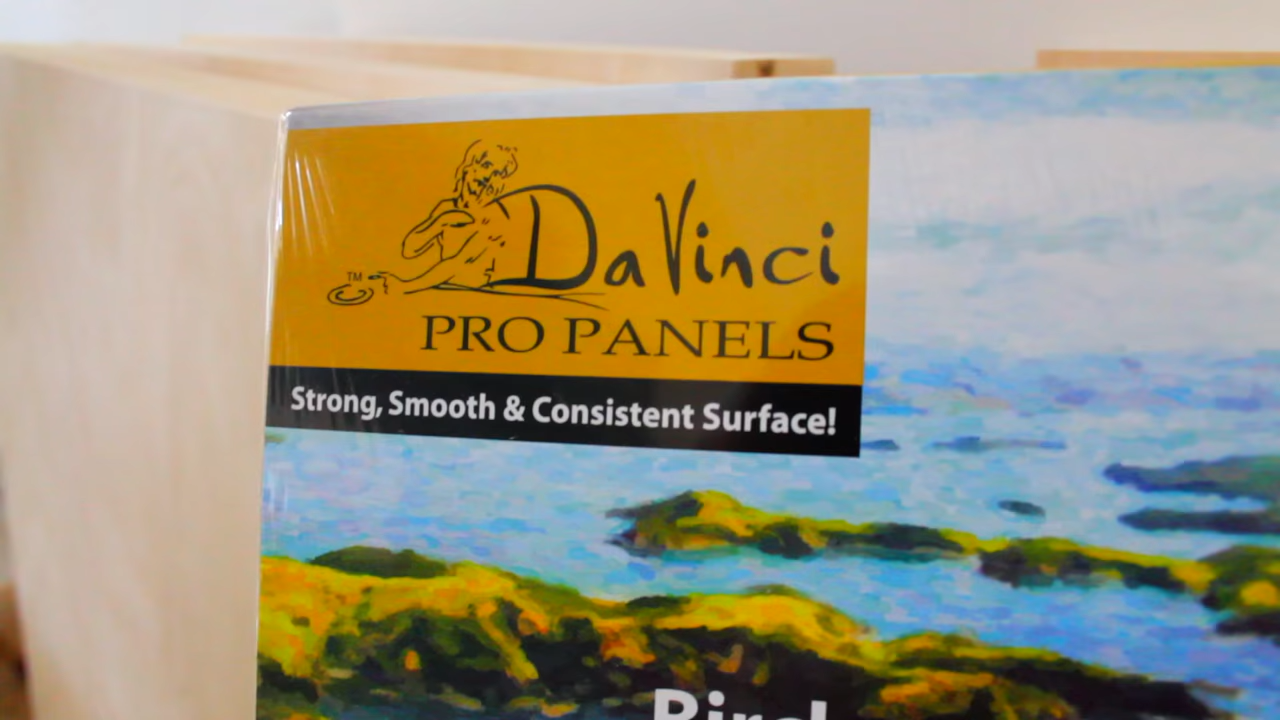 DaVinci
TM
PRO PANELS
Strong, Smooth & Consistent Surface!